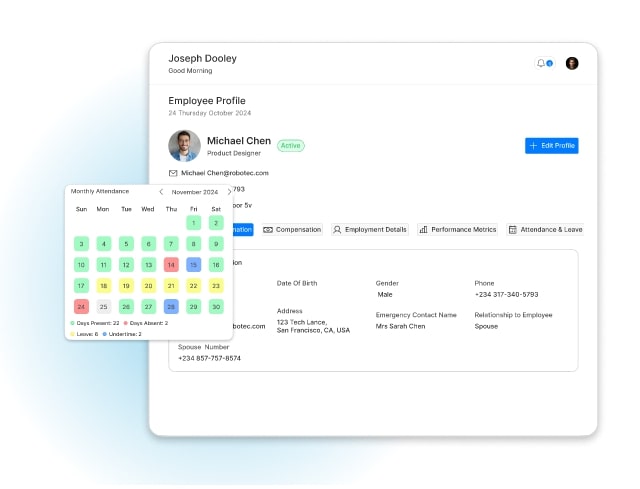 Joseph Dooley
Good Morning
Employee Profile
24 Thursday October 2024
Michael Chen
Active
Product Designer
Edit Profile
Michael Chen@robotec.com
793
oor 5v
Monthly Attendance
November 2024
Sun Mon Tue Wed Thu Fri Sat
1 2
3 4 5 6 7 8 9
10 11 12 13 14 15 16
17 18 19 20 21 22 23
24 25 26 27 28 29 30
Days Present: 22 Days Absent: 2
Leave: 6 Undertime: 2
mation Compensation Employment Details Performance Metrics Attendance & Leave
ion
Date Of Birth Gender Phone
Male +234 317-340-5793
Address Emergency Contact Name Relationship to Employee
robotec.com 123 Tech Lance,
San Francisco, CA, USA
Mrs Sarah Chen Spouse
Spouse Number
+234 857-757-8574